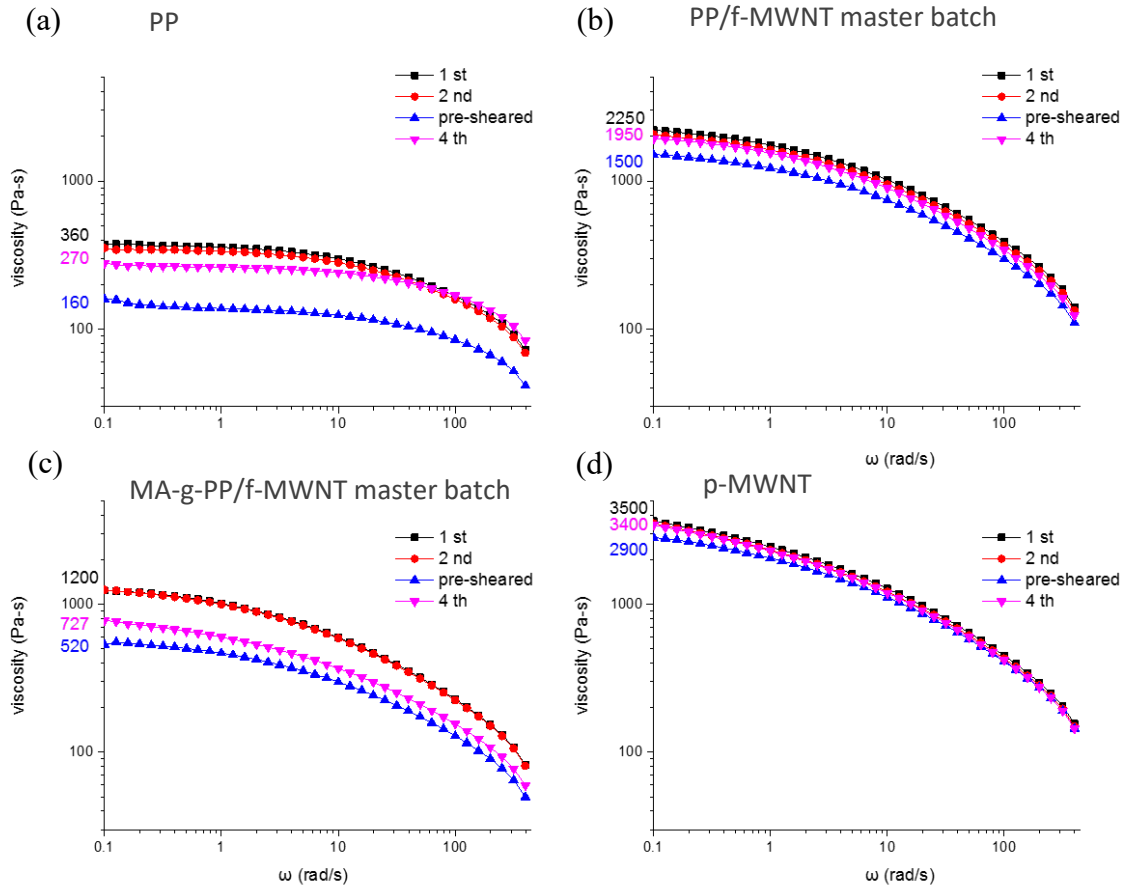 (a) PP
1 st
2 nd
pre-sheared
4 th
viscosity (Pa-s)
1000
360
270
160
100
0.1 1 10 100
ω (rad/s)
(b) PP/f-MWNT master batch
1 st
2 nd
pre-sheared
4 th
viscosity (Pa-s)
2250
1950
1500
1000
100
0.1 1 10 100
ω (rad/s)
(c) MA-g-PP/f-MWNT master batch
1 st
2 nd
pre-sheared
4 th
viscosity (Pa-s)
1200
1000
727
520
100
0.1 1 10 100
ω (rad/s)
(d) p-MWNT
1 st
2 nd
pre-sheared
4 th
viscosity (Pa-s)
3500
3400
2900
1000
100
0.1 1 10 100
ω (rad/s)